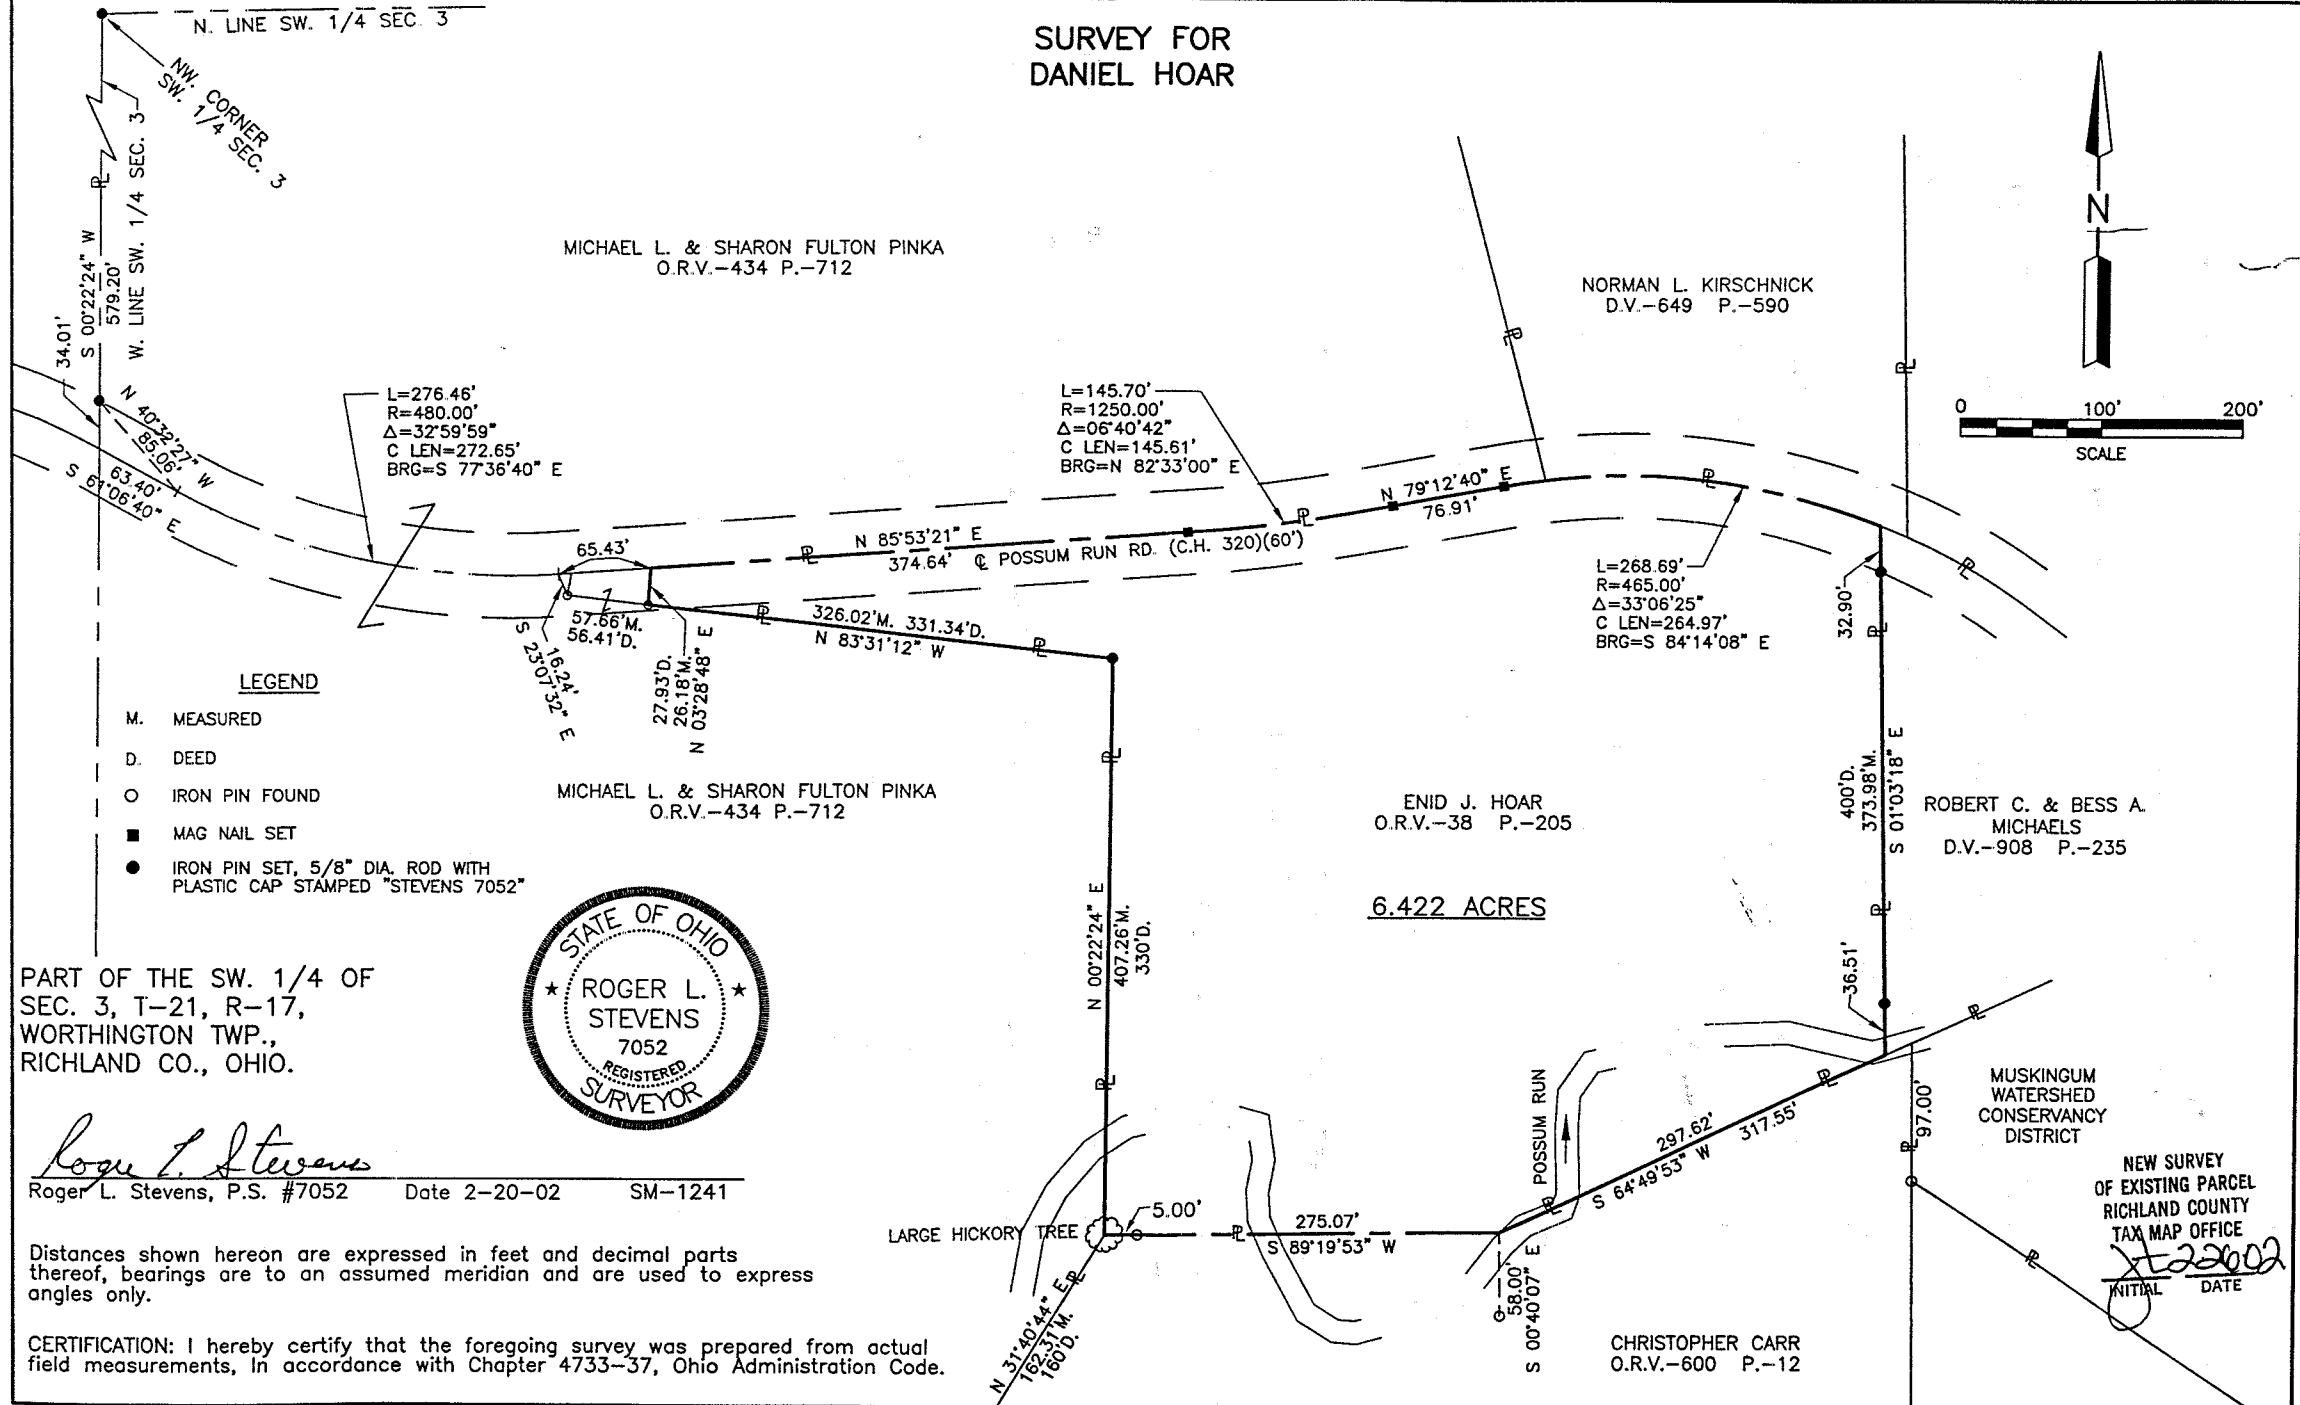 SURVEY FOR
DANIEL HOAR
N. LINE SW. 1/4 SEC. 3
NW. CORNER
SW. 1/4 SEC. 3
W. LINE SW. 1/4 SEC. 3
S 00°22'24" W
579.20'
34.01'
N 40°32'27" W
85.06'
63.40'
S 61°06'40" E
MICHAEL L. & SHARON FULTON PINKA
O.R.V.-434 P.-712
NORMAN L. KIRSCHNICK
D.V.-649 P.-590
N
0 100' 200'
SCALE
L=276.46'
R=480.00'
Δ=32°59'59"
C LEN=272.65'
BRG=S 77°36'40" E
L=145.70'
R=1250.00'
Δ=06°40'42"
C LEN=145.61'
BRG=N 82°33'00" E
N 79°12'40" E
76.91'
N 85°53'21" E
374.64' ℄ POSSUM RUN RD. (C.H. 320)(60')
65.43'
L=268.69'
R=465.00'
Δ=33°06'25"
C LEN=264.97'
BRG=S 84°14'08" E
32.90'
57.66'M.
56.41'D.
326.02'M. 331.34'D.
N 83°31'12" W
16.24'
S 23°07'32" E
27.93'D.
26.18'M.
N 03°28'48" E
LEGEND
M. MEASURED
D. DEED
IRON PIN FOUND
MAG NAIL SET
IRON PIN SET, 5/8" DIA. ROD WITH
PLASTIC CAP STAMPED "STEVENS 7052"
MICHAEL L. & SHARON FULTON PINKA
O.R.V.-434 P.-712
ENID J. HOAR
O.R.V.-38 P.-205
6.422 ACRES
400'D.
373.98'M.
S 01°03'18" E
ROBERT C. & BESS A.
MICHAELS
D.V.-908 P.-235
N 00°22'24" E
407.26'M.
330'D.
36.51'
PART OF THE SW. 1/4 OF
SEC. 3, T-21, R-17,
WORTHINGTON TWP.,
RICHLAND CO., OHIO.
STATE OF OHIO
ROGER L.
STEVENS
7052
REGISTERED
SURVEYOR
Roger L. Stevens
Roger L. Stevens, P.S. #7052 Date 2-20-02 SM-1241
POSSUM RUN
297.62' 317.55'
S 64°49'53" W
97.00'
MUSKINGUM
WATERSHED
CONSERVANCY
DISTRICT
NEW SURVEY
OF EXISTING PARCEL
RICHLAND COUNTY
TAX MAP OFFICE
22602
INITIAL DATE
LARGE HICKORY TREE
5.00'
275.07'
S 89°19'53" W
58.00'
S 00°40'07" E
N 31°40'44" E
162.31'M.
160'D.
CHRISTOPHER CARR
O.R.V.-600 P.-12
Distances shown hereon are expressed in feet and decimal parts
thereof, bearings are to an assumed meridian and are used to express
angles only.
CERTIFICATION: I hereby certify that the foregoing survey was prepared from actual
field measurements, In accordance with Chapter 4733-37, Ohio Administration Code.